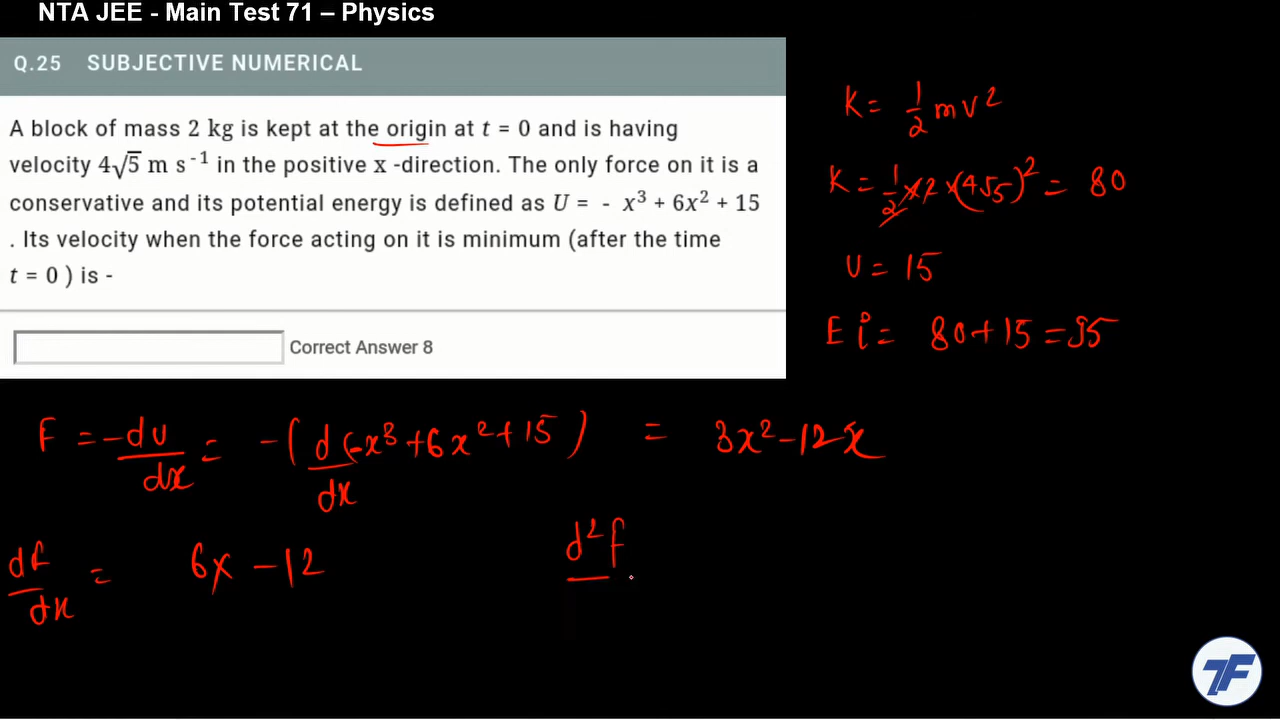 NTA JEE - Main Test 71 – Physics
Q.25 SUBJECTIVE NUMERICAL
A block of mass 2 kg is kept at the origin at t = 0 and is having
velocity 4√5 m s⁻¹ in the positive x -direction. The only force on it is a
conservative and its potential energy is defined as U = - x³ + 6x² + 15
. Its velocity when the force acting on it is minimum (after the time
t = 0 ) is -
Correct Answer 8
K = 1/2 mv²
K = 1/2 × 2 × (4√5)² = 80
U = 15
Ei = 80 + 15 = 95
F = -dU/dx = -(d/dx (-x³ + 6x² + 15) = 3x² - 12x
df/dx = 6x - 12
d²f
TF